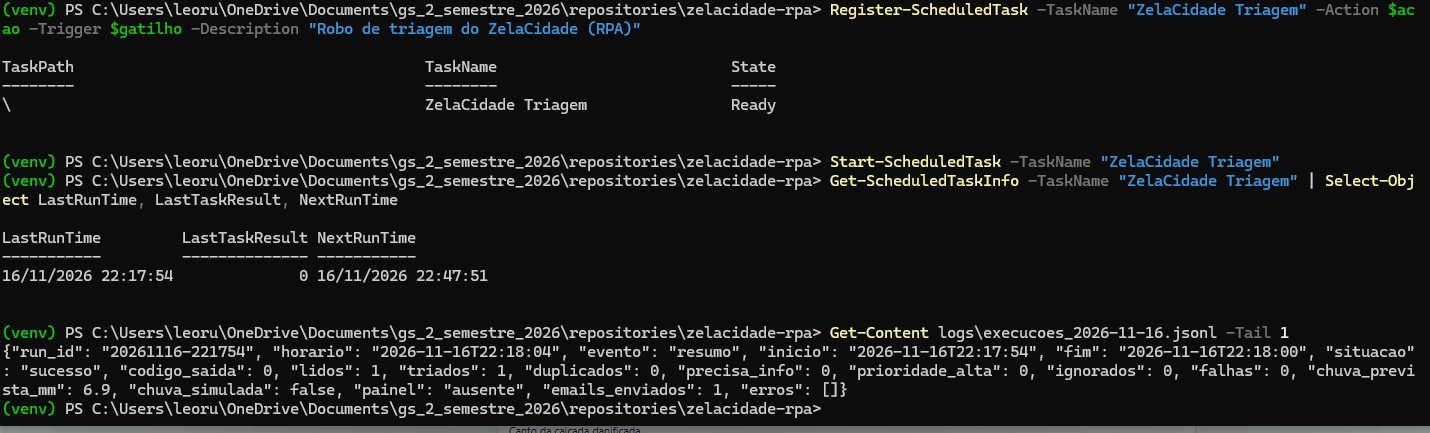 (venv) PS C:\Users\leoru\OneDrive\Documents\gs_2_semestre_2026\repositories\zelacidade-rpa> Register-ScheduledTask -TaskName "ZelaCidade Triagem" -Action $ac
ao -Trigger $gatilho -Description "Robo de triagem do ZelaCidade (RPA)"
TaskPath TaskName State
-------- -------- -----
\ ZelaCidade Triagem Ready
(venv) PS C:\Users\leoru\OneDrive\Documents\gs_2_semestre_2026\repositories\zelacidade-rpa> Start-ScheduledTask -TaskName "ZelaCidade Triagem"
(venv) PS C:\Users\leoru\OneDrive\Documents\gs_2_semestre_2026\repositories\zelacidade-rpa> Get-ScheduledTaskInfo -TaskName "ZelaCidade Triagem" | Select-Obj
ect LastRunTime, LastTaskResult, NextRunTime
LastRunTime LastTaskResult NextRunTime
----------- -------------- -----------
16/11/2026 22:17:54 0 16/11/2026 22:47:51
(venv) PS C:\Users\leoru\OneDrive\Documents\gs_2_semestre_2026\repositories\zelacidade-rpa> Get-Content logs\execucoes_2026-11-16.jsonl -Tail 1
{"run_id": "20261116-221754", "horario": "2026-11-16T22:18:04", "evento": "resumo", "inicio": "2026-11-16T22:17:54", "fim": "2026-11-16T22:18:00", "situacao"
: "sucesso", "codigo_saida": 0, "lidos": 1, "triados": 1, "duplicados": 0, "precisa_info": 0, "prioridade_alta": 0, "ignorados": 0, "falhas": 0, "chuva_previ
sta_mm": 6.9, "chuva_simulada": false, "painel": "ausente", "emails_enviados": 1, "erros": []}
(venv) PS C:\Users\leoru\OneDrive\Documents\gs_2_semestre_2026\repositories\zelacidade-rpa>
Canto da calçada danificada